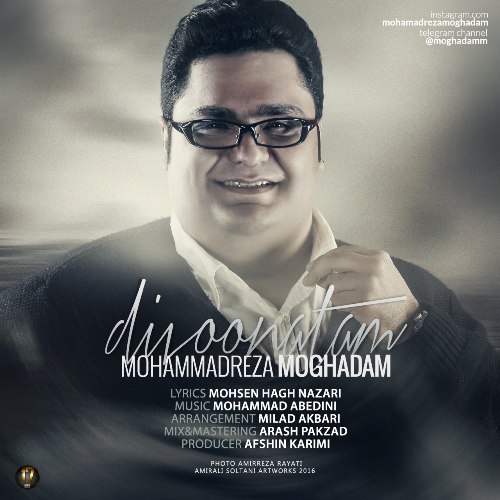 instagram.com
mohamadrezamoghadam
telegram channel
@moghadamm
divoonatam
MOHAMMADREZA MOGHADAM
LYRICS MOHSEN HAGH NAZARI
MUSIC MOHAMMAD ABEDINI
ARRANGEMENT MILAD AKBARI
MIX&MASTERING ARASH PAKZAD
PRODUCER AFSHIN KARIMI
PHOTO AMIRREZA RAYATI
AMIRALI SOLTANI ARTWORKS 2016